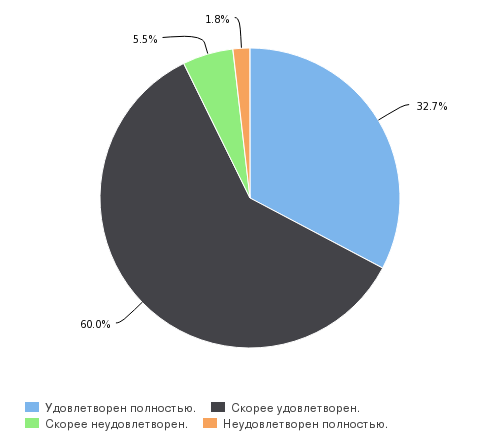 1.8%
5.5%
32.7%
60.0%
Удовлетворен полностью. Скорее удовлетворен.
Скорее неудовлетворен. Неудовлетворен полностью.